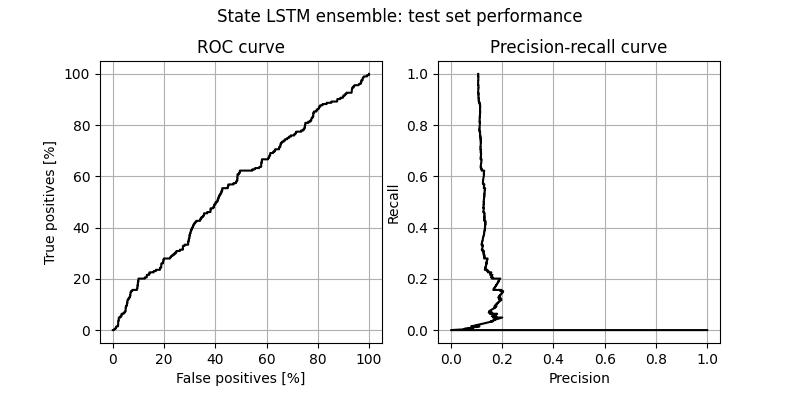 State LSTM ensemble: test set performance
ROC curve
True positives [%]
100
80
60
40
20
0
0 20 40 60 80 100
False positives [%]
Precision-recall curve
Recall
1.0
0.8
0.6
0.4
0.2
0.0
0.0 0.2 0.4 0.6 0.8 1.0
Precision